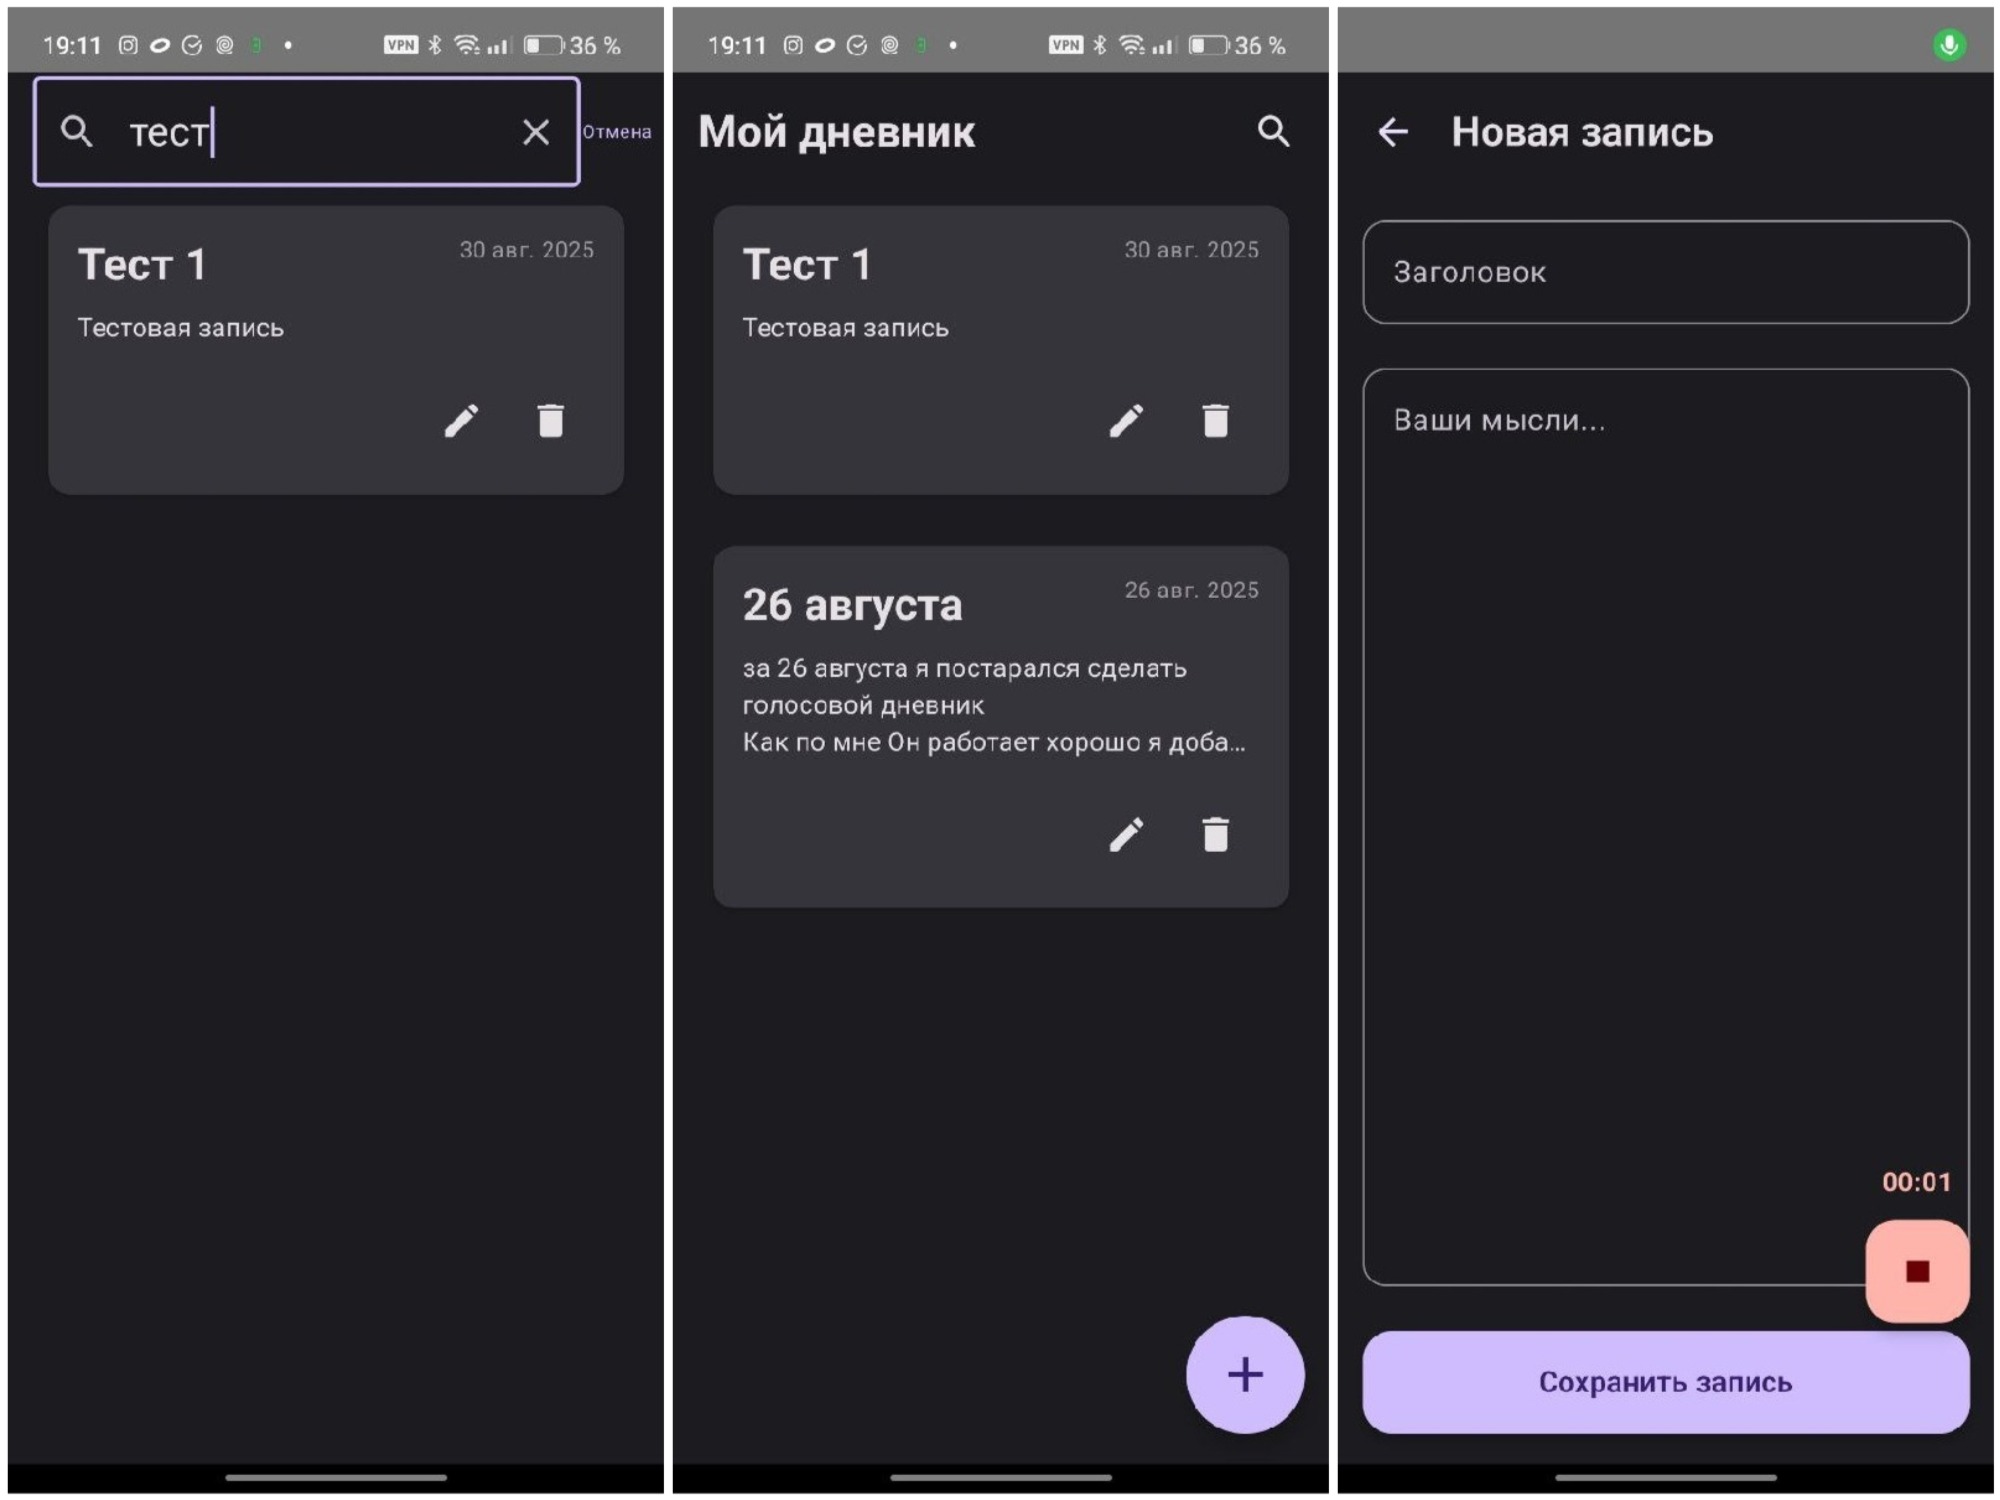 19:11 VPN 36 %
тест Отмена
Тест 1 30 авг. 2025
Тестовая запись
19:11 VPN 36 %
Мой дневник
Тест 1 30 авг. 2025
Тестовая запись
26 августа 26 авг. 2025
за 26 августа я постарался сделать
голосовой дневник
Как по мне Он работает хорошо я доба...
Новая запись
Заголовок
Ваши мысли...
00:01
Сохранить запись